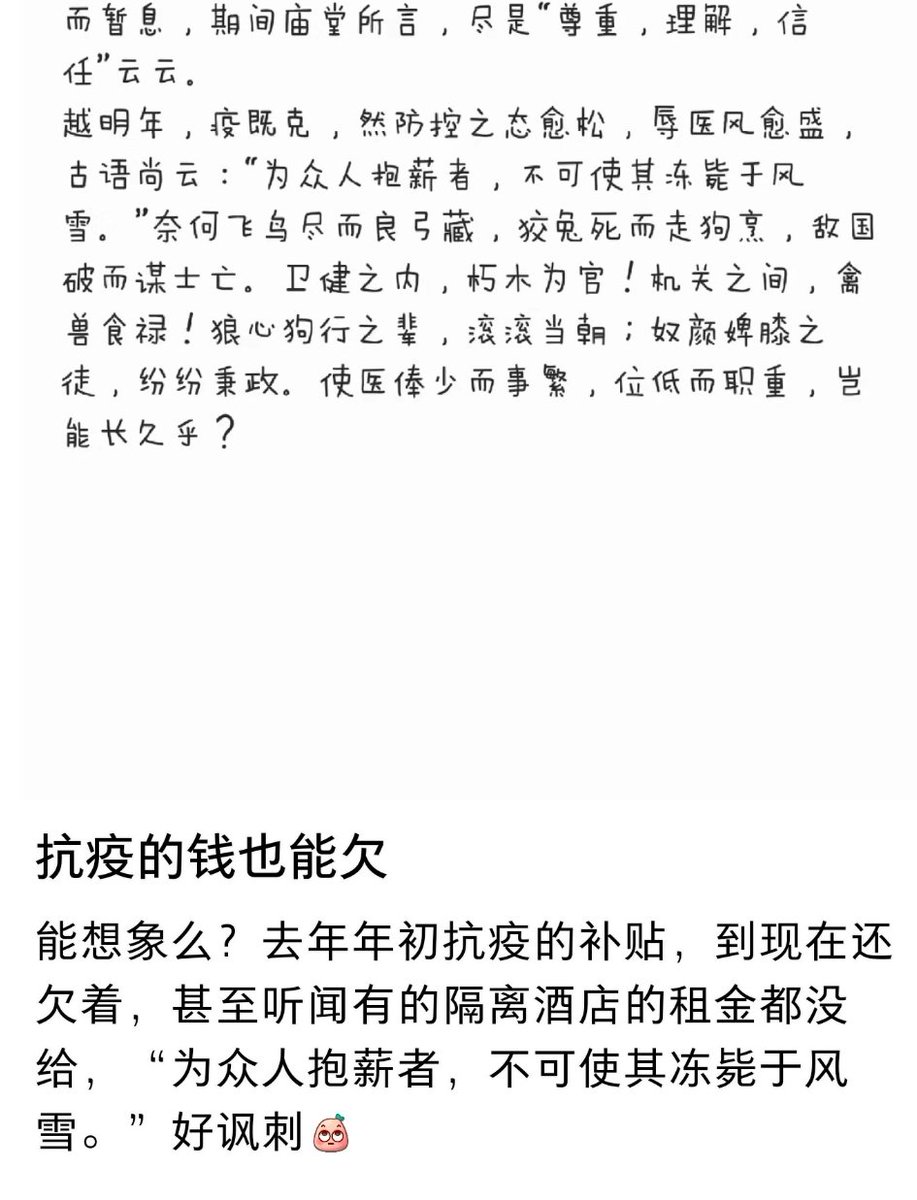 而暂息，期间庙堂所言，尽是“尊重，理解，信
任”云云。
越明年，疫既克，然防控之态愈松，辱医风愈盛，
古语尚云：“为众人抱薪者，不可使其冻毙于风
雪。”奈何飞鸟尽而良弓藏，狡兔死而走狗烹，敌国
破而谋士亡。卫健之内，朽木为官！机关之间，禽
兽食禄！狼心狗行之辈，滚滚当朝；奴颜婢膝之
徒，纷纷秉政。使医俸少而事繁，位低而职重，岂
能长久乎？
抗疫的钱也能欠
能想象么？去年年初抗疫的补贴，到现在还
欠着，甚至听闻有的隔离酒店的租金都没
给，“为众人抱薪者，不可使其冻毙于风
雪。”好讽刺